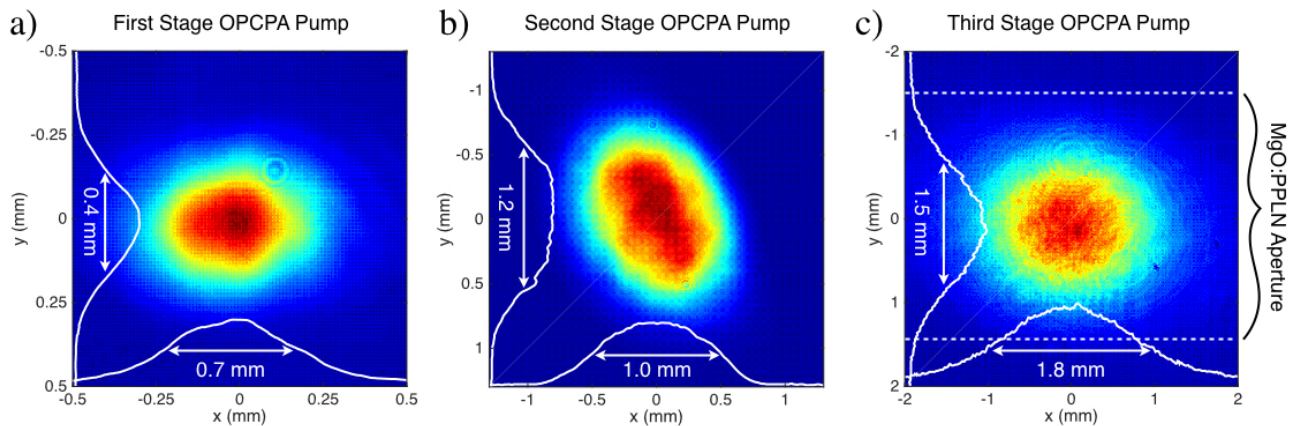 a)
First Stage OPCPA Pump
-0.5
-0.25
0
0.25
0.5
y (mm)
0.4 mm
0.7 mm
-0.5
-0.25
0
0.25
0.5
x (mm)
b)
Second Stage OPCPA Pump
-1
-0.5
0
0.5
1
y (mm)
1.2 mm
1.0 mm
-1
-0.5
0
0.5
1
x (mm)
c)
Third Stage OPCPA Pump
-2
-1
0
1
2
y (mm)
1.5 mm
1.8 mm
-2
-1
0
1
2
x (mm)
MgO:PPLN Aperture